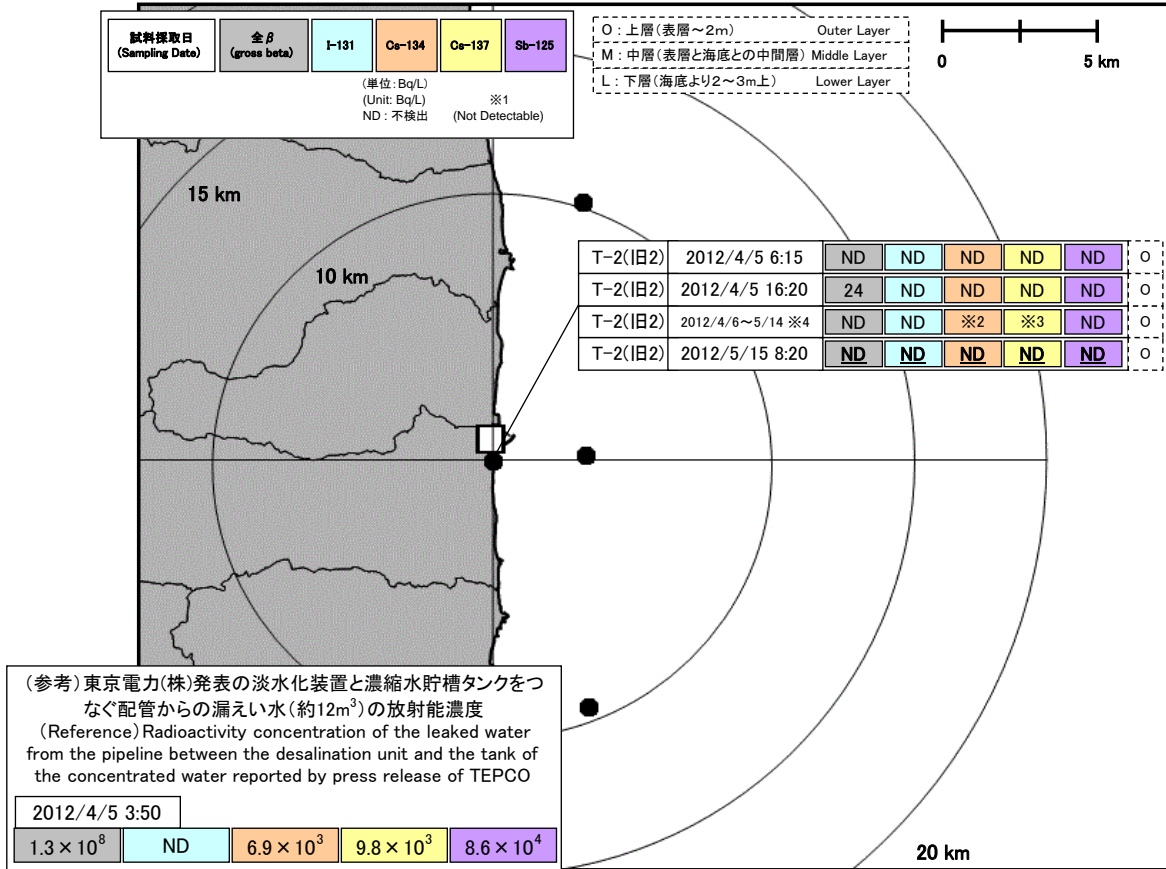 試料採取日
(Sampling Date)
全β
(gross beta)
I-131
Cs-134
Cs-137
Sb-125
(単位:Bq/L)
(Unit: Bq/L)
ND : 不検出
※1
(Not Detectable)
O : 上層(表層~2m) Outer Layer
M : 中層(表層と海底との中間層) Middle Layer
L : 下層(海底より2~3m上) Lower Layer
0 5 km
15 km
10 km
T-2(旧2) 2012/4/5 6:15 ND ND ND ND ND O
T-2(旧2) 2012/4/5 16:20 24 ND ND ND ND O
T-2(旧2) 2012/4/6~5/14 ※4 ND ND ※2 ※3 ND O
T-2(旧2) 2012/5/15 8:20 ND ND ND ND ND O
(参考)東京電力(株)発表の淡水化装置と濃縮水貯槽タンクをつ
なぐ配管からの漏えい水(約12m³)の放射能濃度
(Reference)Radioactivity concentration of the leaked water
from the pipeline between the desalination unit and the tank of
the concentrated water reported by press release of TEPCO
2012/4/5 3:50
1.3×10⁸ ND 6.9×10³ 9.8×10³ 8.6×10⁴
20 km